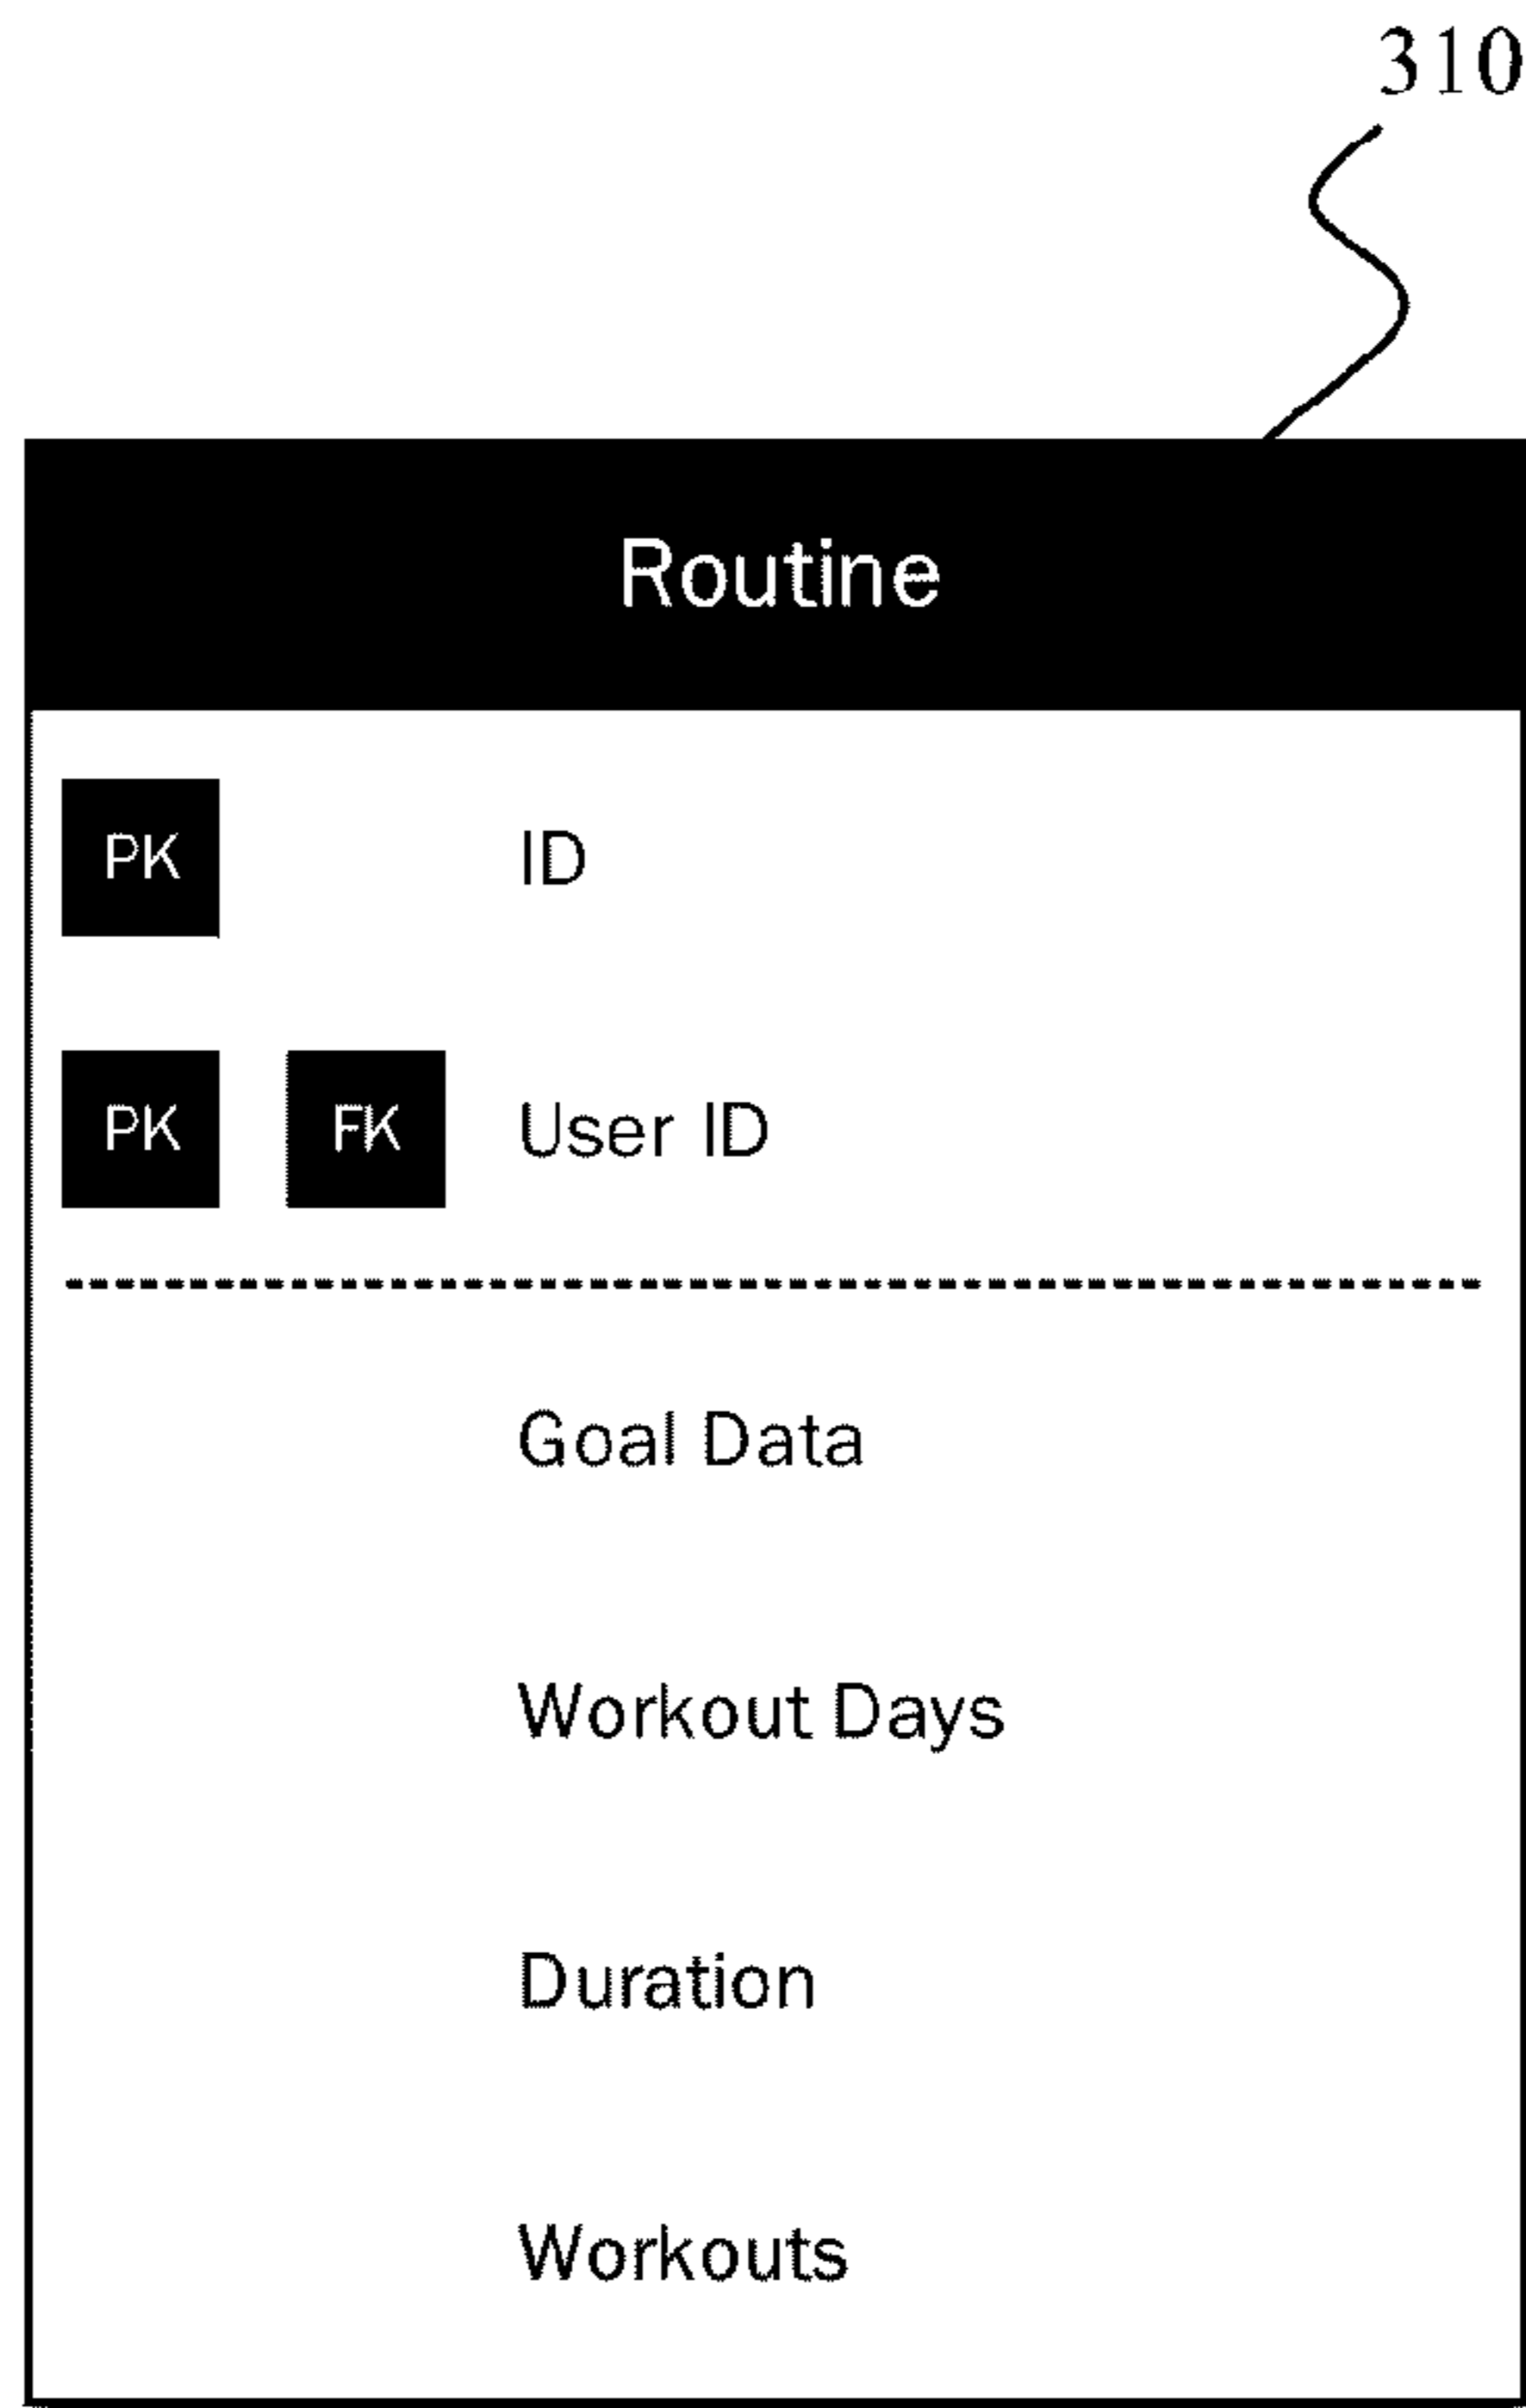 310
Routine
PK ID
PK FK User ID
Goal Data
Workout Days
Duration
Workouts